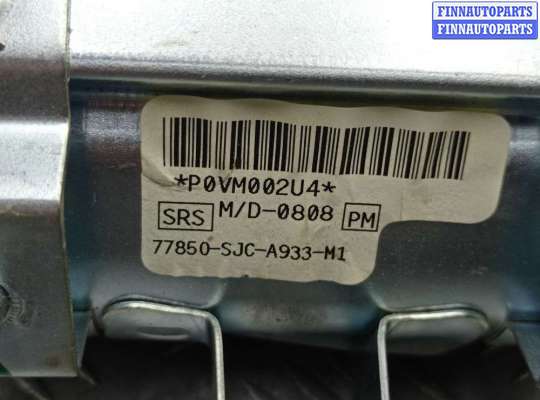 FINNAUTOPARTS
FINNAUTOPARTS
*P0VM002U4*
SRS M/D-0808 PM
77850-SJC-A933-M1